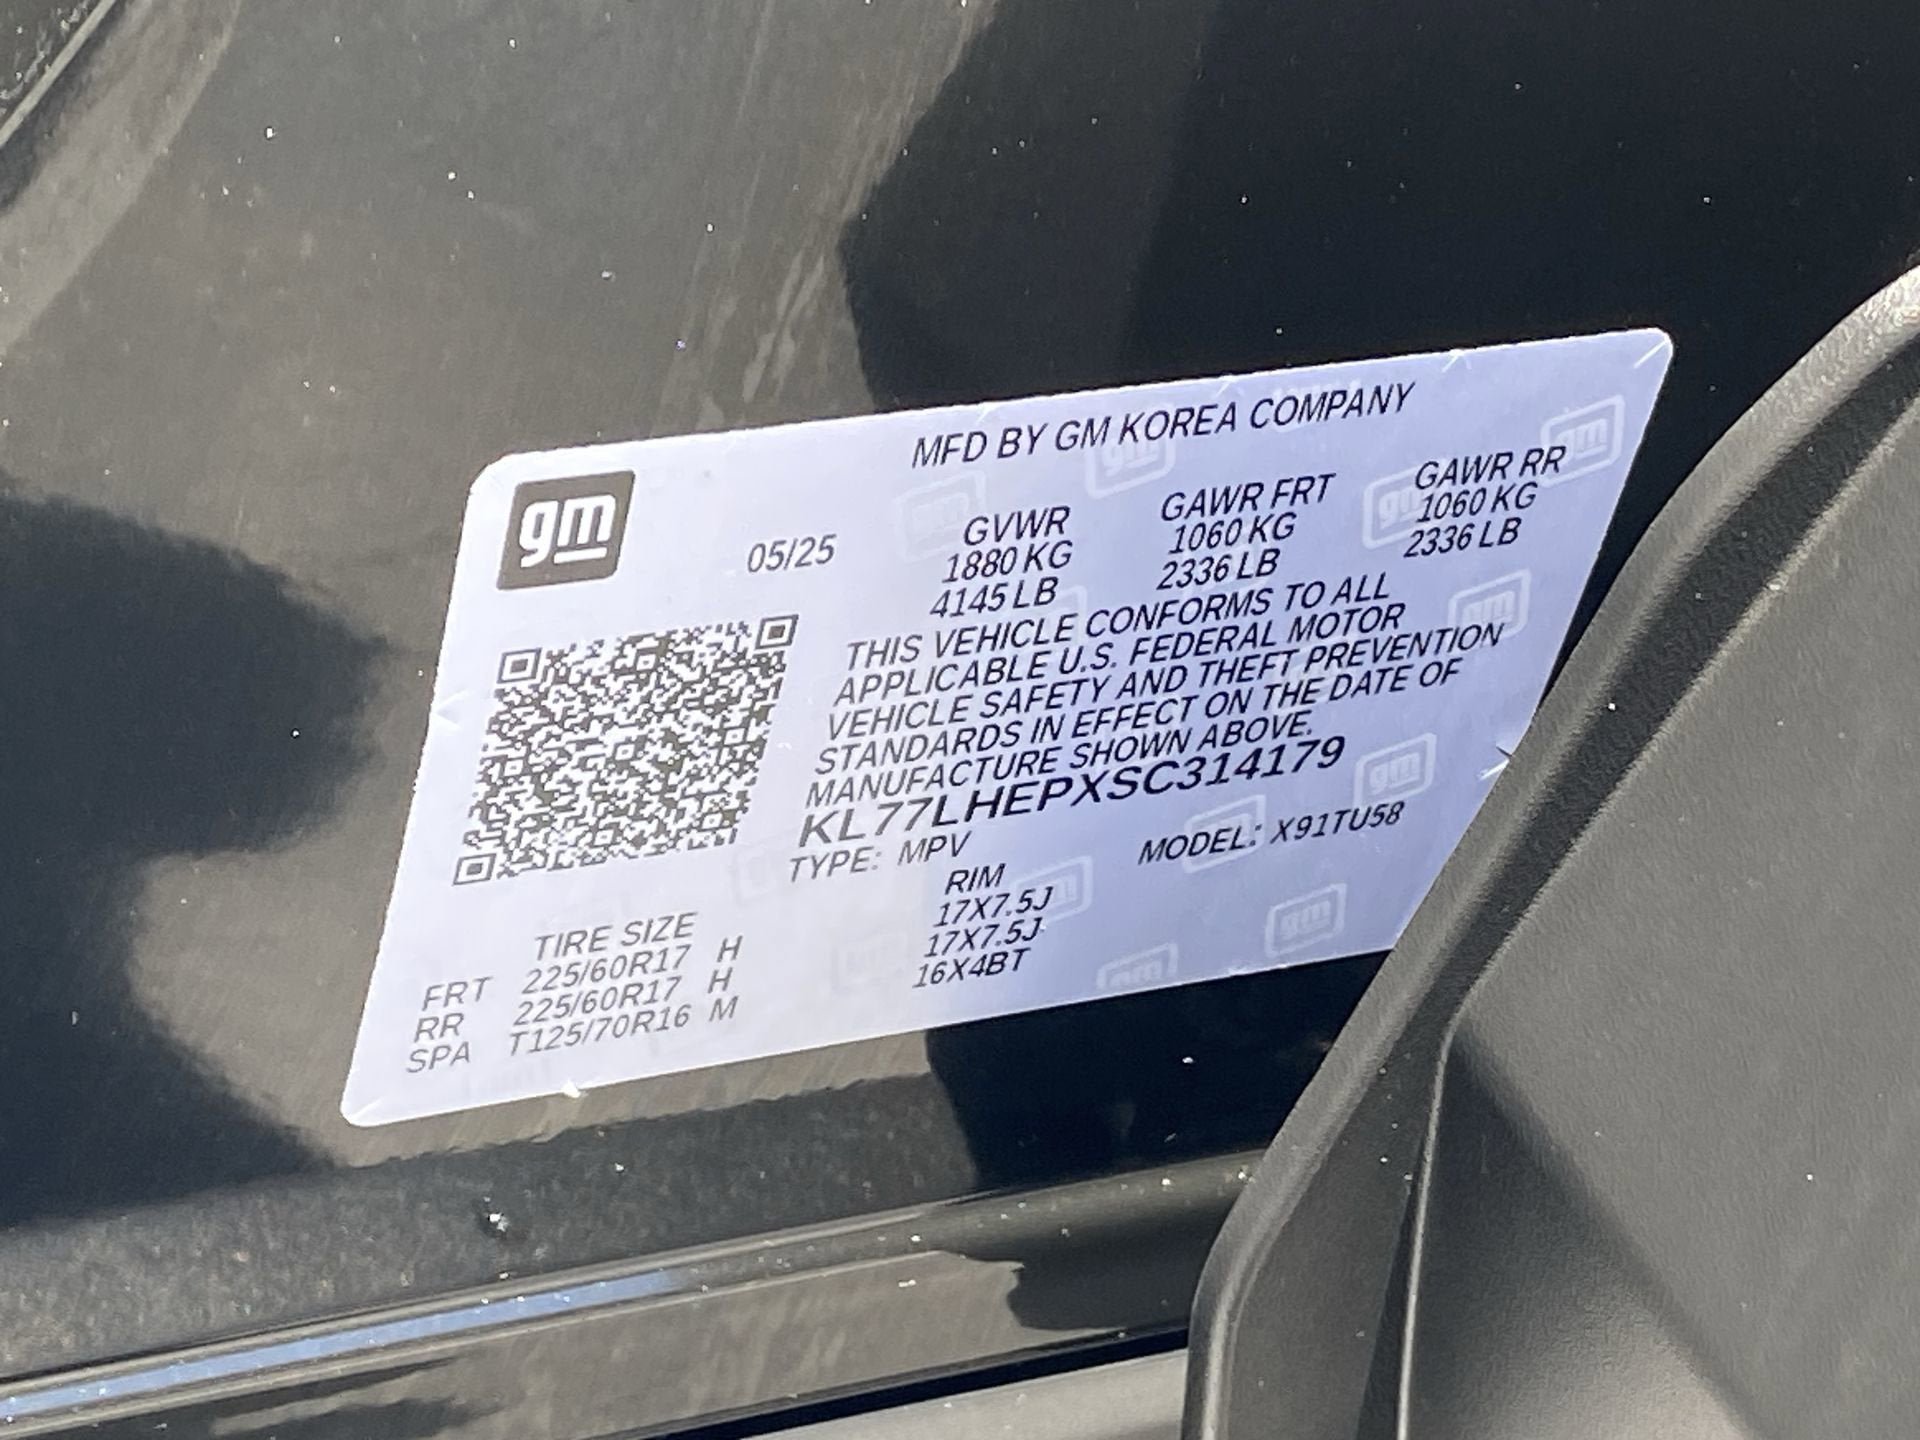 MFD BY GM KOREA COMPANY
gm
05/25
GVWR GAWR FRT GAWR RR
1880 KG 1060 KG 1060 KG
4145 LB 2336 LB 2336 LB
THIS VEHICLE CONFORMS TO ALL
APPLICABLE U.S. FEDERAL MOTOR
VEHICLE SAFETY AND THEFT PREVENTION
STANDARDS IN EFFECT ON THE DATE OF
MANUFACTURE SHOWN ABOVE.
KL77LHEPXSC314179
TYPE: MPV MODEL: X91TU58
TIRE SIZE RIM
FRT 225/60R17 H 17X7.5J
RR 225/60R17 H 17X7.5J
SPA T125/70R16 M 16X4BT